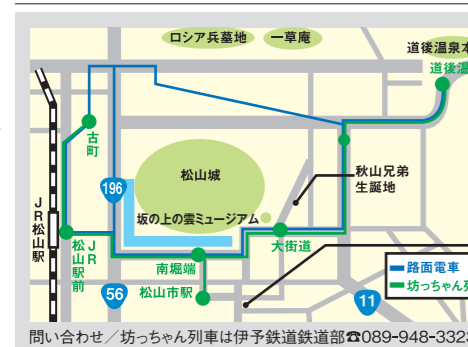 ロシア兵墓地
一草庵
道後温泉本
道後温
古町
196
松山城
秋山兄弟
生誕地
坂の上の雲ミュージアム
JR松山駅
JR
松山駅前
南堀端
大街道
56
松山市駅
11
路面電車
坊っちゃん列
問い合わせ／坊っちゃん列車は伊予鉄道鉄道部☎089-948-332